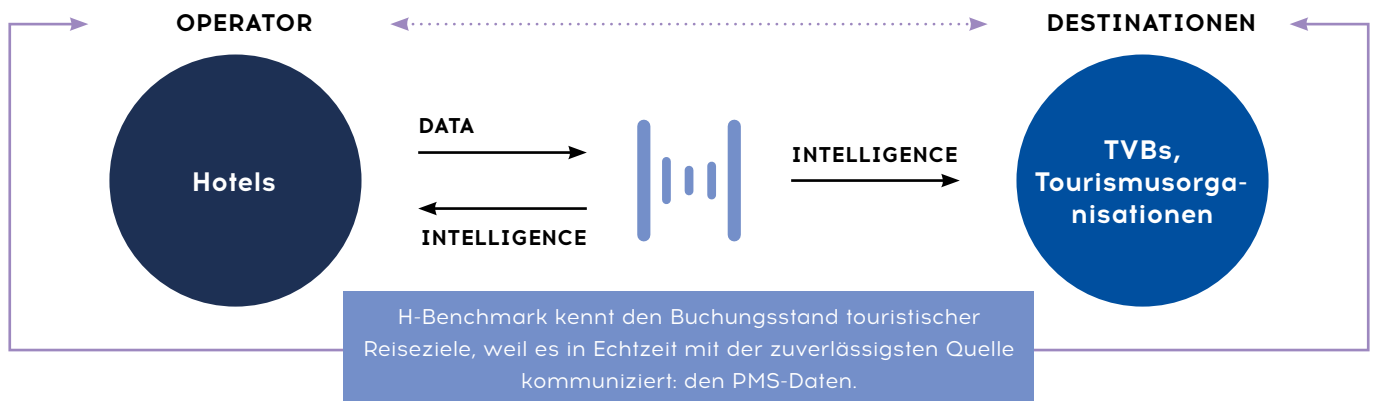 OPERATOR
DESTINATIONEN
Hotels
DATA
INTELLIGENCE
INTELLIGENCE
TVBs,
Tourismusorga-
nisationen
H-Benchmark kennt den Buchungsstand touristischer
Reiseziele, weil es in Echtzeit mit der zuverlässigsten Quelle
kommuniziert: den PMS-Daten.